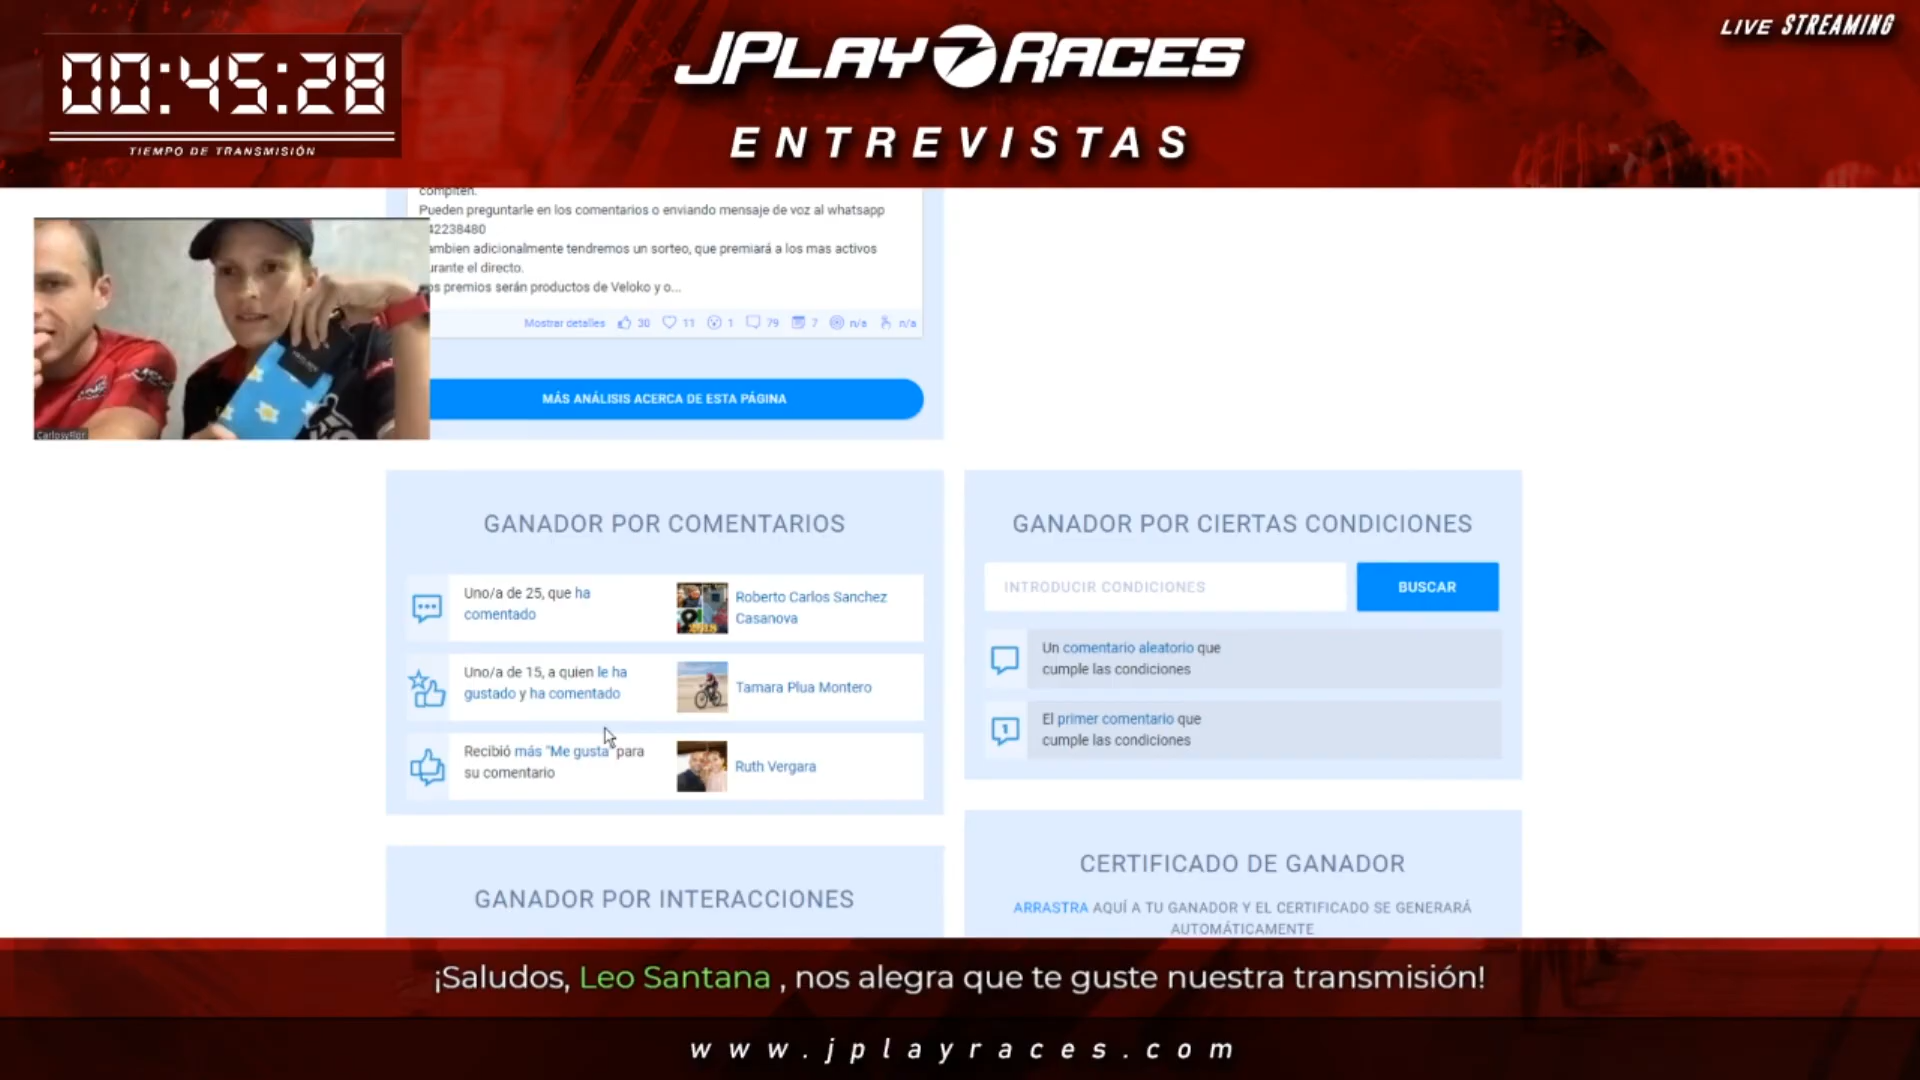 00:45:28
TIEMPO DE TRANSMISIÓN
JPLAY RACES
ENTREVISTAS
LIVE STREAMING
compiten.
Pueden preguntarle en los comentarios o enviando mensaje de voz al whatsapp
42238480
ambien adicionalmente tendremos un sorteo, que premiará a los mas activos
urante el directo.
os premios serán productos de Veloko y o...
Mostrar detalles 30 11 1 79 7 n/a n/a
Carlosyflor
MÁS ANÁLISIS ACERCA DE ESTA PÁGINA
GANADOR POR COMENTARIOS
Uno/a de 25, que ha
comentado
Roberto Carlos Sanchez
Casanova
Uno/a de 15, a quien le ha
gustado y ha comentado
Tamara Plua Montero
Recibió más "Me gusta" para
su comentario
Ruth Vergara
GANADOR POR INTERACCIONES
GANADOR POR CIERTAS CONDICIONES
INTRODUCIR CONDICIONES
BUSCAR
Un comentario aleatorio que
cumple las condiciones
1
El primer comentario que
cumple las condiciones
CERTIFICADO DE GANADOR
ARRASTRA AQUÍ A TU GANADOR Y EL CERTIFICADO SE GENERARÁ
AUTOMÁTICAMENTE
¡Saludos, Leo Santana , nos alegra que te guste nuestra transmisión!
www.jplayraces.com